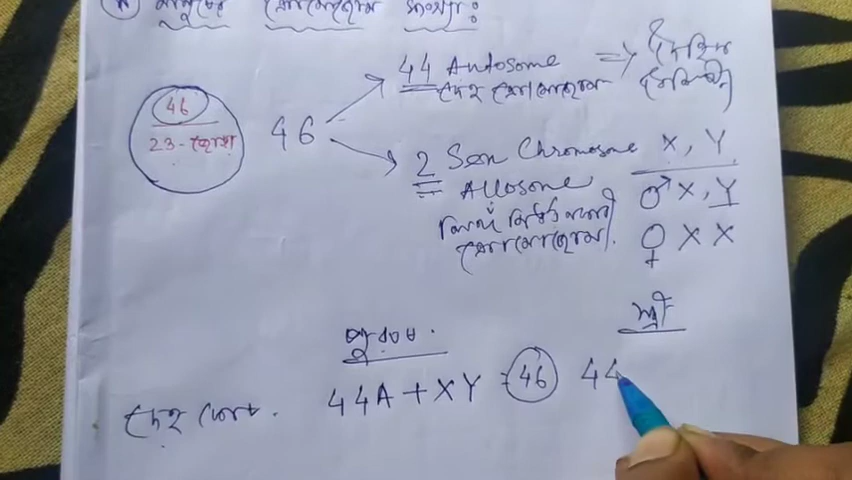 মানুষের ক্রোমোজোম সংখ্যা:
46
23-জোড়া
46
44 Autosome => দৈহিক
দেহ ক্রোমোজোম
2 Sex Chromosome X, Y
= Allosome ♂ X, Y
লিঙ্গ নির্ধারণকারী
ক্রোমোজোম. ♀ X X
পুরুষ. স্ত্রী
দেহ কোষ. 44A + XY = 46 44